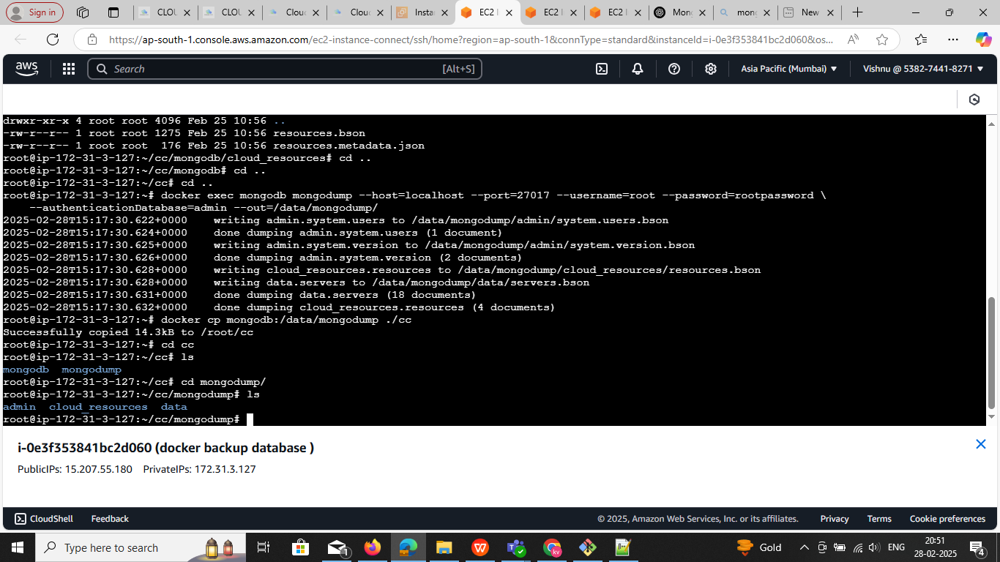 Sign in
CLOU
CLOU
Cloud
Cloud
Instan
EC2 I
EC2 I
EC2 I
Mong
mong
New
https://ap-south-1.console.aws.amazon.com/ec2-instance-connect/ssh/home?region=ap-south-1&connType=standard&instanceId=i-0e3f353841bc2d060&os...
aws
Search
[Alt+S]
Asia Pacific (Mumbai)
Vishnu @ 5382-7441-8271
drwxr-xr-x 4 root root 4096 Feb 25 10:56 ..
-rw-r--r-- 1 root root 1275 Feb 25 10:56 resources.bson
-rw-r--r-- 1 root root  176 Feb 25 10:56 resources.metadata.json
root@ip-172-31-3-127:~/cc/mongodb/cloud_resources# cd ..
root@ip-172-31-3-127:~/cc/mongodb# cd ..
root@ip-172-31-3-127:~/cc# cd ..
root@ip-172-31-3-127:~# docker exec mongodb mongodump --host=localhost --port=27017 --username=root --password=rootpassword \
    --authenticationDatabase=admin --out=/data/mongodump/
2025-02-28T15:17:30.622+0000    writing admin.system.users to /data/mongodump/admin/system.users.bson
2025-02-28T15:17:30.624+0000    done dumping admin.system.users (1 document)
2025-02-28T15:17:30.625+0000    writing admin.system.version to /data/mongodump/admin/system.version.bson
2025-02-28T15:17:30.626+0000    done dumping admin.system.version (2 documents)
2025-02-28T15:17:30.628+0000    writing cloud_resources.resources to /data/mongodump/cloud_resources/resources.bson
2025-02-28T15:17:30.628+0000    writing data.servers to /data/mongodump/data/servers.bson
2025-02-28T15:17:30.631+0000    done dumping data.servers (18 documents)
2025-02-28T15:17:30.632+0000    done dumping cloud_resources.resources (4 documents)
root@ip-172-31-3-127:~# docker cp mongodb:/data/mongodump ./cc
Successfully copied 14.3kB to /root/cc
root@ip-172-31-3-127:~# cd cc
root@ip-172-31-3-127:~/cc# ls
mongodb  mongodump
root@ip-172-31-3-127:~/cc# cd mongodump/
root@ip-172-31-3-127:~/cc/mongodump# ls
admin  cloud_resources  data
root@ip-172-31-3-127:~/cc/mongodump#
i-0e3f353841bc2d060 (docker backup database )
PublicIPs: 15.207.55.180    PrivateIPs: 172.31.3.127
CloudShell
Feedback
© 2025, Amazon Web Services, Inc. or its affiliates.
Privacy
Terms
Cookie preferences
Type here to search
1
kv
Gold
ENG
20:51
28-02-2025
4